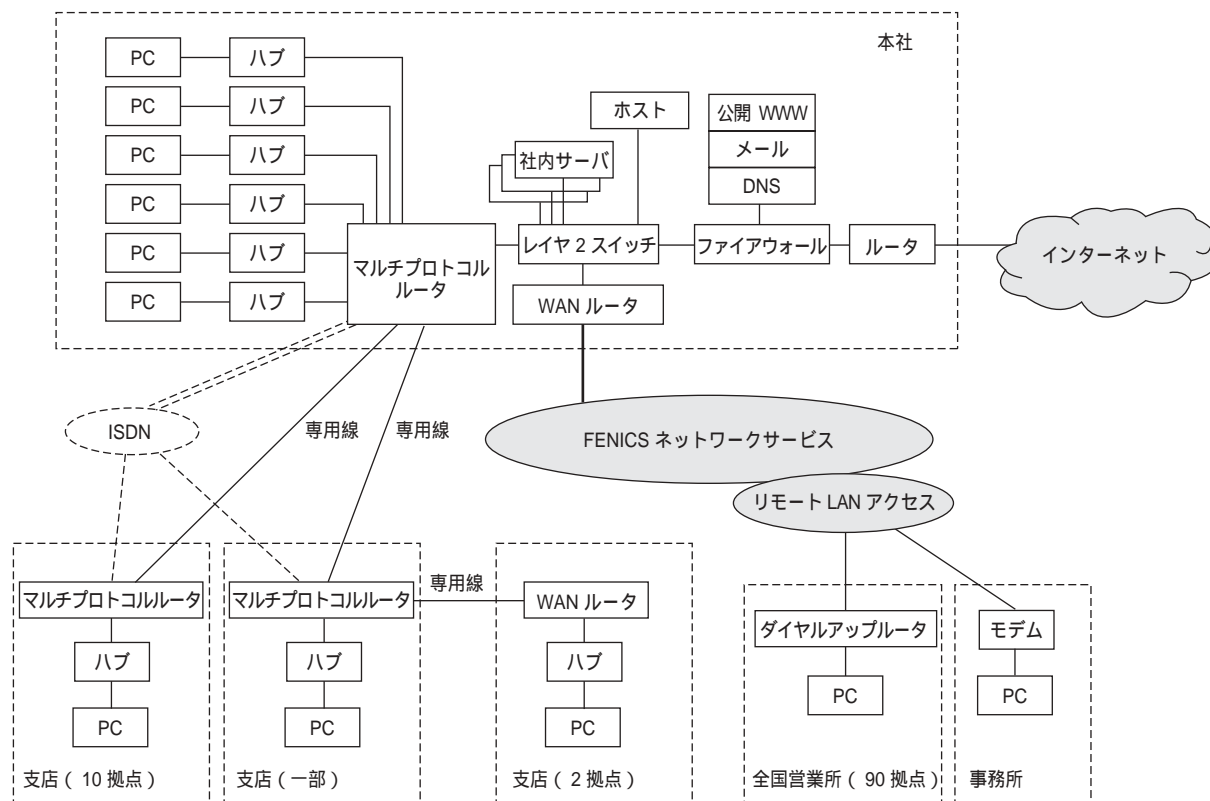 本社
PC
ハブ
PC
ハブ
PC
ハブ
PC
ハブ
PC
ハブ
PC
ハブ
ホスト
公開 WWW
メール
DNS
社内サーバ
マルチプロトコル
ルータ
レイヤ 2 スイッチ
ファイアウォール
ルータ
インターネット
WAN ルータ
ISDN
専用線
専用線
FENICS ネットワークサービス
リモート LAN アクセス
マルチプロトコルルータ
ハブ
PC
支店（ 10 拠点）
マルチプロトコルルータ
ハブ
PC
支店（一部）
専用線
WAN ルータ
ハブ
PC
支店（ 2 拠点）
ダイヤルアップルータ
PC
全国営業所（ 90 拠点）
モデム
PC
事務所